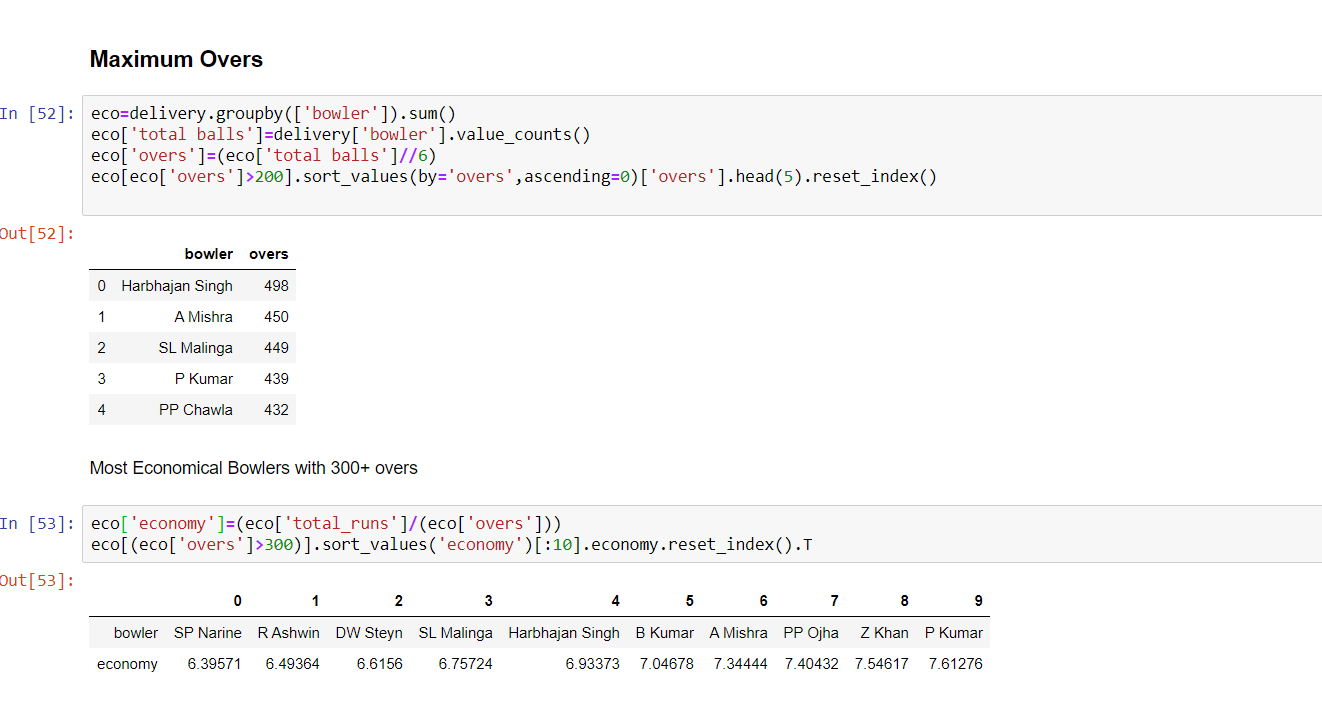 Maximum Overs
In [52]: eco=delivery.groupby(['bowler']).sum()
eco['total balls']=delivery['bowler'].value_counts()
eco['overs']=(eco['total balls']//6)
eco[eco['overs']>200].sort_values(by='overs',ascending=0)['overs'].head(5).reset_index()
Out[52]:
bowler overs
0 Harbhajan Singh 498
1 A Mishra 450
2 SL Malinga 449
3 P Kumar 439
4 PP Chawla 432
Most Economical Bowlers with 300+ overs
In [53]: eco['economy']=(eco['total_runs']/(eco['overs']))
eco[(eco['overs']>300)].sort_values('economy')[:10].economy.reset_index().T
Out[53]:
0 1 2 3 4 5 6 7 8 9
bowler SP Narine R Ashwin DW Steyn SL Malinga Harbhajan Singh B Kumar A Mishra PP Ojha Z Khan P Kumar
economy 6.39571 6.49364 6.6156 6.75724 6.93373 7.04678 7.34444 7.40432 7.54617 7.61276